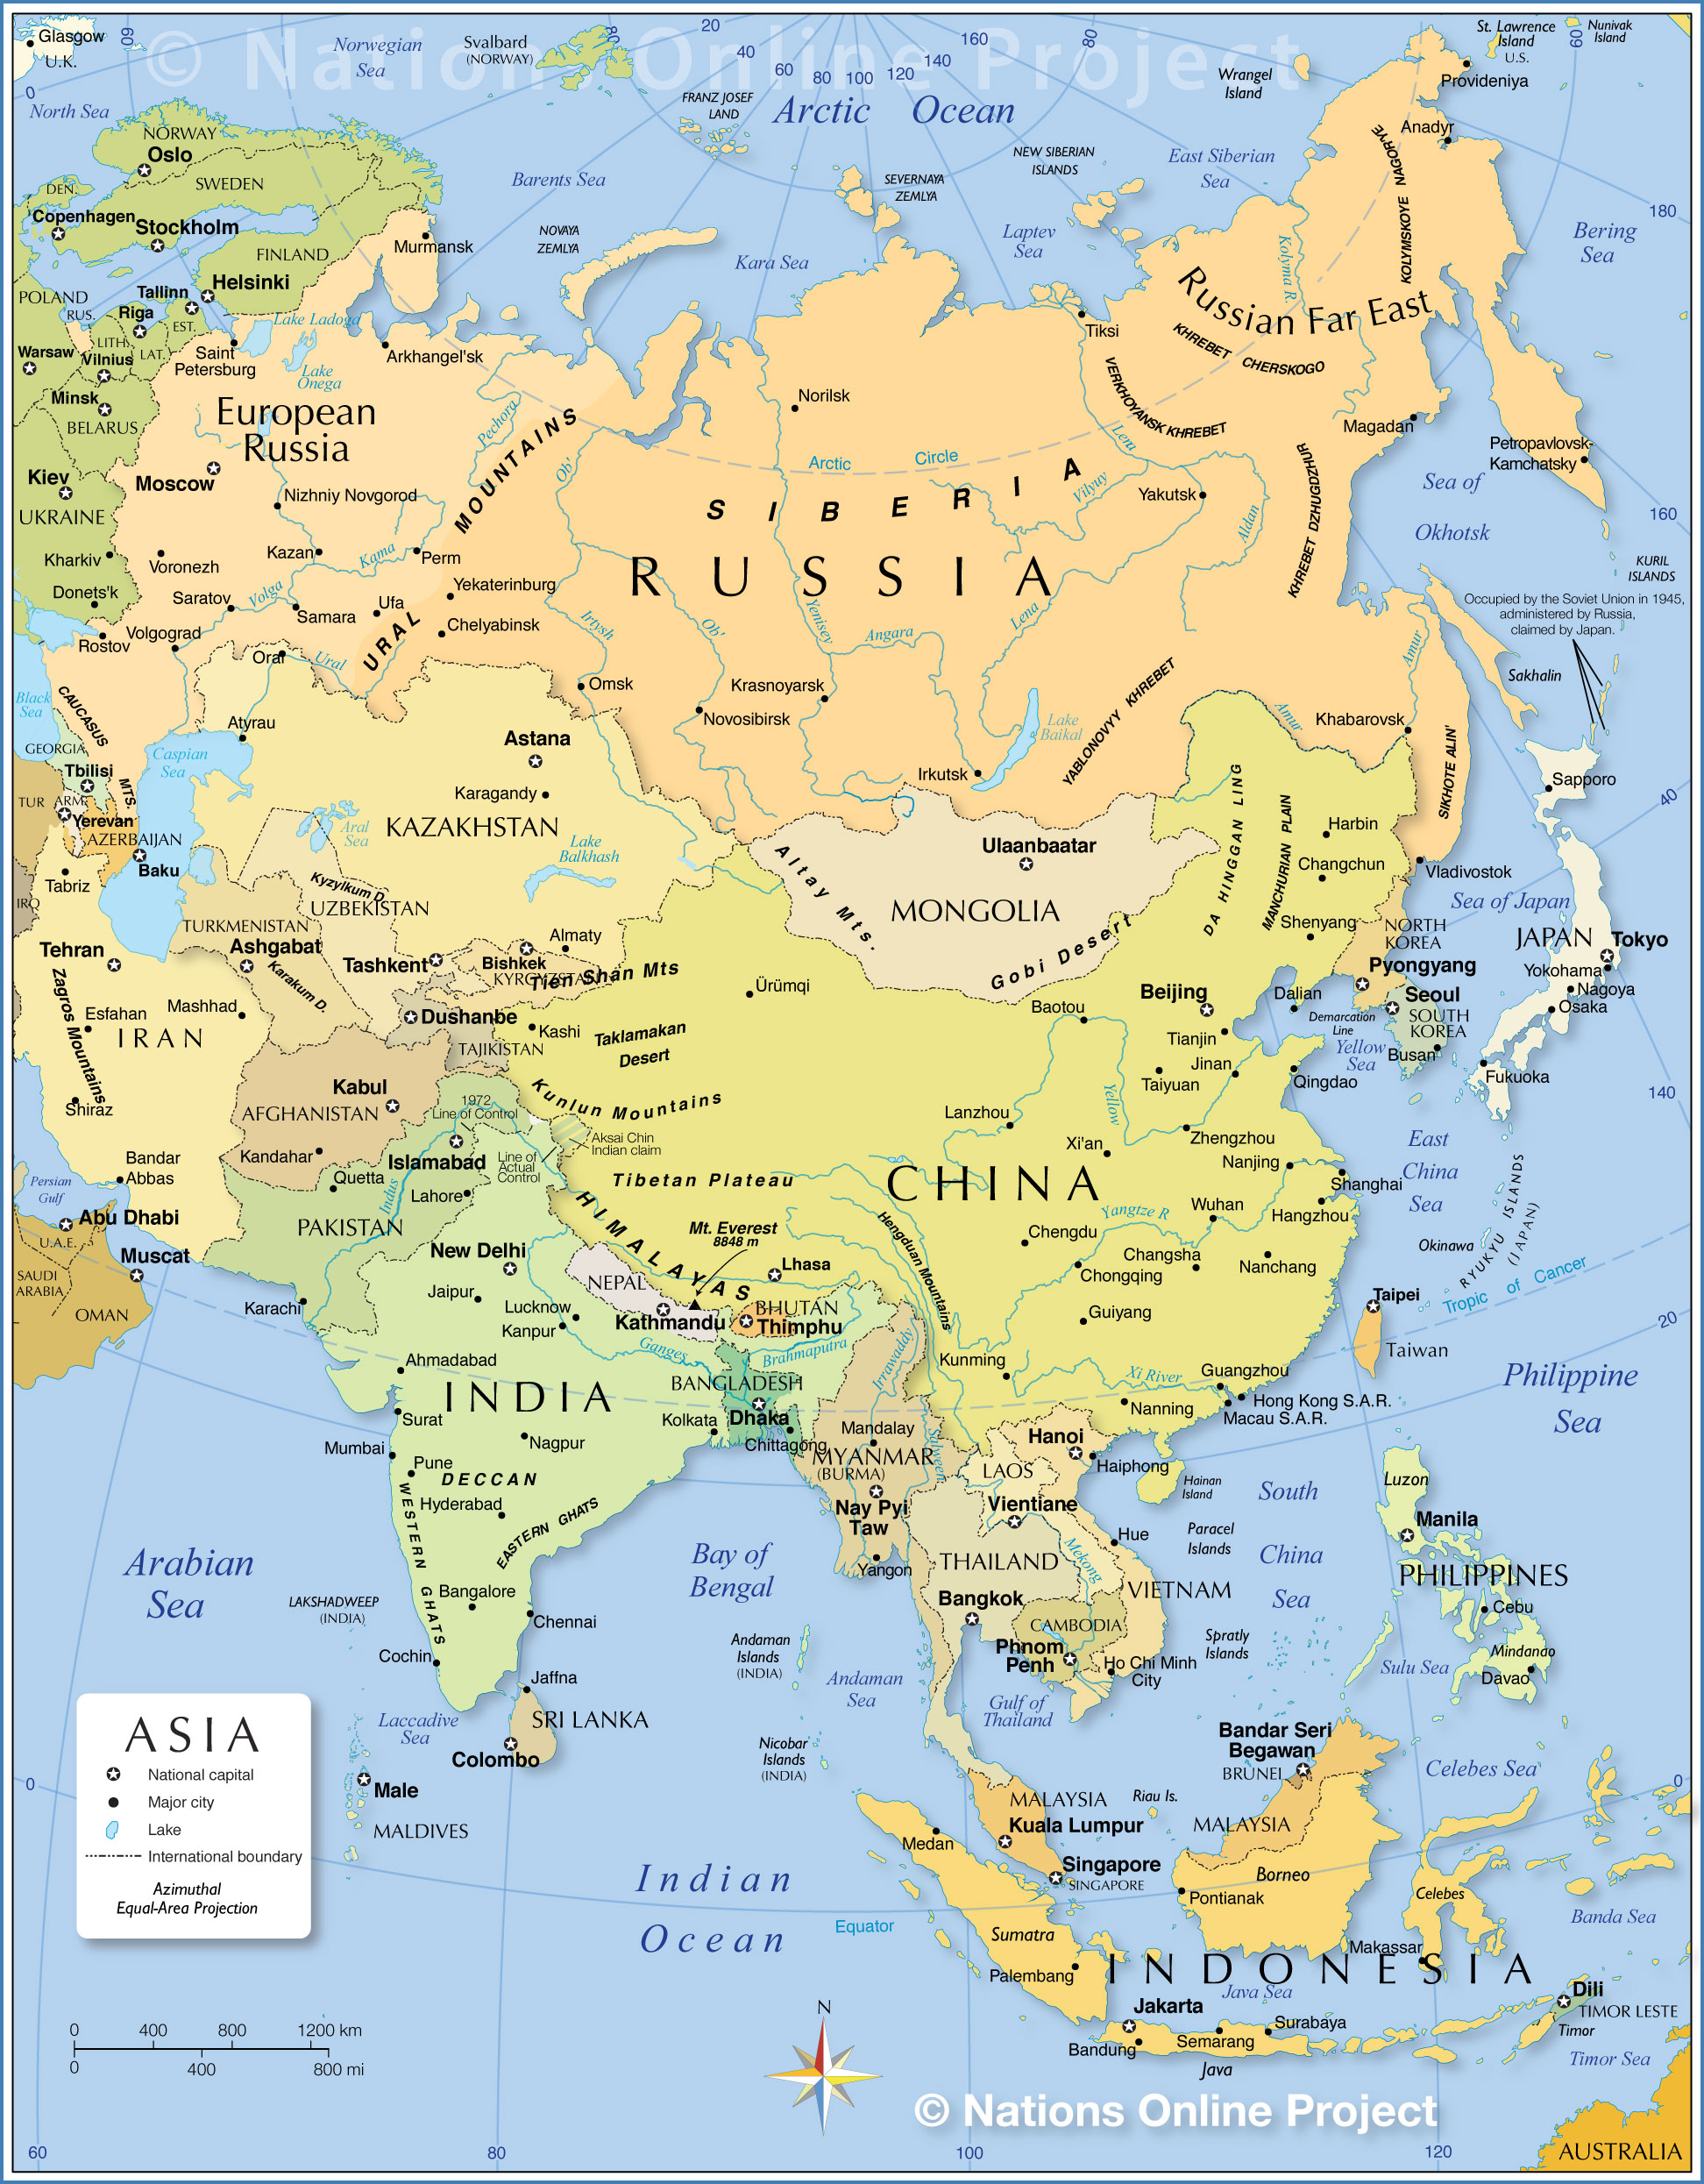 © Nations Online Project
Glasgow
U.K.
60
0
North Sea
Norwegian
Sea
Svalbard
(NORWAY)
80
20
40
60
80
100
120
140
160
80
60
FRANZ JOSEF
LAND
Arctic Ocean
Wrangel
Island
St. Lawrence
Island
U.S.
Nunivak
Island
Provideniya
Anadyr
KOLYMSKOYE NAGOR'YE
NORWAY
Oslo
SWEDEN
DEN.
Copenhagen
Stockholm
FINLAND
Helsinki
Tallinn
Riga
EST.
POLAND
RUS.
LITH.
LAT.
Warsaw
Vilnius
Minsk
BELARUS
Kiev
UKRAINE
Kharkiv
Donets'k
Barents Sea
NOVAYA
ZEMLYA
Kara Sea
SEVERNAYA
ZEMLYA
NEW SIBERIAN
ISLANDS
Laptev
Sea
East Siberian
Sea
180
Bering
Sea
Murmansk
Lake Ladoga
Saint
Petersburg
Lake
Onega
Arkhangel'sk
European
Russia
Moscow
Nizhniy Novgorod
Pechora
Ob'
URAL MOUNTAINS
Norilsk
Arctic Circle
Tiksi
Kolyma R.
Russian Far East
KHREBET CHERSKOGO
VERKHOYANSK KHREBET
Lena
Vilyuy
Yakutsk
Aldan
KHREBET DZHUGDZHUR
Magadan
Petropavlovsk-
Kamchatsky
Sea of
Okhotsk
160
KURIL
ISLANDS
Occupied by the Soviet Union in 1945,
administered by Russia,
claimed by Japan.
Sakhalin
SIBERIA
RUSSIA
Voronezh
Kazan
Kama
Perm
Yekaterinburg
Saratov
Volga
Samara
Ufa
Chelyabinsk
Volgograd
Rostov
Oral
Ural
Irtysh
Ob'
Yenisey
Angara
Lena
Omsk
Krasnoyarsk
Novosibirsk
Irkutsk
Lake
Baikal
YABLONOVYY KHREBET
Amur
Amur
Khabarovsk
SIKHOTE ALIN'
Black
Sea
CAUCASUS MTS.
GEORGIA
Tbilisi
TUR
ARM.
Yerevan
AZERBAIJAN
Baku
Caspian
Sea
Atyrau
Astana
Karagandy
KAZAKHSTAN
Aral
Sea
Lake
Balkhash
Kyzylkum D.
UZBEKISTAN
TURKMENISTAN
Ashgabat
Karakum D.
Tashkent
Bishkek
KYRGYZSTAN
Almaty
Tien Shan Mts
Dushanbe
TAJIKISTAN
Kashi
Taklamakan
Desert
Ürümqi
Altay Mts.
Ulaanbaatar
MONGOLIA
Gobi Desert
DA HINGGAN LING
MANCHURIAN PLAIN
Harbin
Changchun
Shenyang
Vladivostok
Sapporo
40
Sea of Japan
NORTH
KOREA
Pyongyang
JAPAN
Tokyo
Yokohama
Nagoya
Osaka
Fukuoka
Seoul
SOUTH
KOREA
Busan
Demarcation
Line
Yellow
Sea
Dalian
Beijing
Tianjin
Baotou
Jinan
Taiyuan
Qingdao
Yellow
Lanzhou
Xi'an
Zhengzhou
Nanjing
Shanghai
Hangzhou
East
China
Sea
140
RYUKYU ISLANDS
(JAPAN)
Okinawa
Tropic of Cancer
20
IRQ
Tabriz
Tehran
Zagros Mountains
Esfahan
Mashhad
IRAN
Shiraz
Bandar
Abbas
Persian
Gulf
Abu Dhabi
U.A.E.
Muscat
SAUDI
ARABIA
OMAN
Kabul
AFGHANISTAN
Kandahar
1972
Line of Control
Islamabad
Line of
Actual
Control
Aksai Chin
Indian claim
Quetta
Lahore
Indus
PAKISTAN
Karachi
Kunlun Mountains
Tibetan Plateau
HIMALAYAS
Mt. Everest
8848 m
Lhasa
CHINA
Hengduan Mountains
Chengdu
Yangtze R
Wuhan
Changsha
Chongqing
Nanchang
Guiyang
Kunming
Xi River
Guangzhou
Nanning
Hong Kong S.A.R.
Macau S.A.R.
Taipei
Taiwan
Philippine
Sea
New Delhi
Jaipur
Lucknow
Kanpur
NEPAL
Kathmandu
BHUTAN
Thimphu
Ganges
Brahmaputra
BANGLADESH
Dhaka
Chittagong
Kolkata
Ahmadabad
INDIA
Surat
Nagpur
Mumbai
Pune
DECCAN
Hyderabad
WESTERN GHATS
EASTERN GHATS
Bangalore
Chennai
Cochin
Jaffna
SRI LANKA
Colombo
Arabian
Sea
LAKSHADWEEP
(INDIA)
Laccadive
Sea
Male
MALDIVES
Bay of
Bengal
Andaman
Islands
(INDIA)
Nicobar
Islands
(INDIA)
Andaman
Sea
Irrawaddy
Salween
Mandalay
MYANMAR
(BURMA)
Nay Pyi
Taw
Yangon
Hanoi
Haiphong
LAOS
Vientiane
Hue
THAILAND
Mekong
Bangkok
VIETNAM
CAMBODIA
Phnom
Penh
Ho Chi Minh
City
Gulf of
Thailand
Hainan
Island
Paracel
Islands
South
China
Sea
Spratly
Islands
Luzon
Manila
PHILIPPINES
Cebu
Mindanao
Davao
Sulu Sea
Celebes Sea
Bandar Seri
Begawan
BRUNEI
MALAYSIA
Kuala Lumpur
Riau Is.
MALAYSIA
Medan
Singapore
SINGAPORE
Borneo
Pontianak
Celebes
Banda Sea
0
Sumatra
Palembang
Makassar
INDONESIA
Java Sea
Jakarta
Bandung
Semarang
Surabaya
Java
Dili
TIMOR LESTE
Timor
Timor Sea
AUSTRALIA
Indian
Ocean
Equator
0
ASIA
National capital
Major city
Lake
International boundary
Azimuthal
Equal-Area Projection
0 400 800 1200 km
0 400 800 mi
N
© Nations Online Project
60
80
100
120